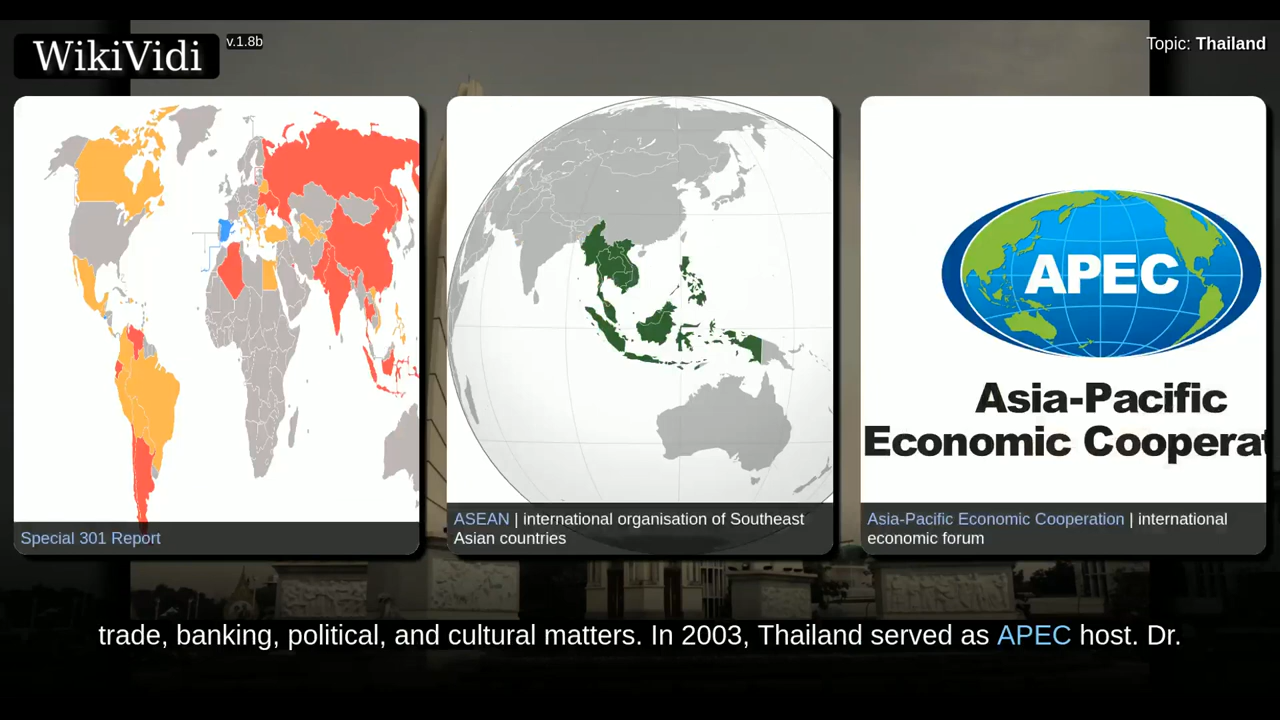 WikiVidi
v.1.8b
Topic: Thailand
Special 301 Report
ASEAN | international organisation of Southeast
Asian countries
APEC
Asia-Pacific
Economic Cooperat
Asia-Pacific Economic Cooperation | international
economic forum
trade, banking, political, and cultural matters. In 2003, Thailand served as APEC host. Dr.